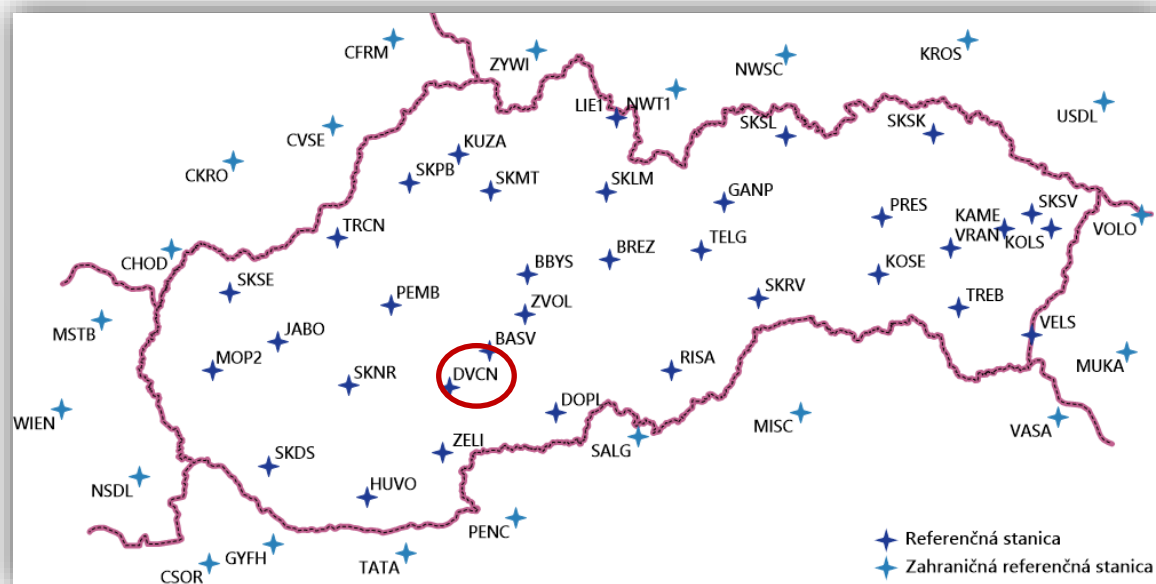 CFRM
ZYWI
NWSC
KROS
LIE1
NWT1
USDL
CVSE
SKSL
SKSK
KUZA
CKRO
SKPB
SKMT
SKLM
GANP
PRES
KAME
SKSV
VOLO
TRCN
VRAN
KOLS
CHOD
BREZ
TELG
BBYS
KOSE
SKSE
PEMB
ZVOL
SKRV
TREB
MSTB
JABO
BASV
VELS
MOP2
SKNR
DVCN
RISA
MUKA
WIEN
DOPL
MISC
VASA
ZELI
SALG
SKDS
NSDL
HUVO
PENC
GYFH
CSOR
TATA
Referenčná stanica
Zahraničná referenčná stanica